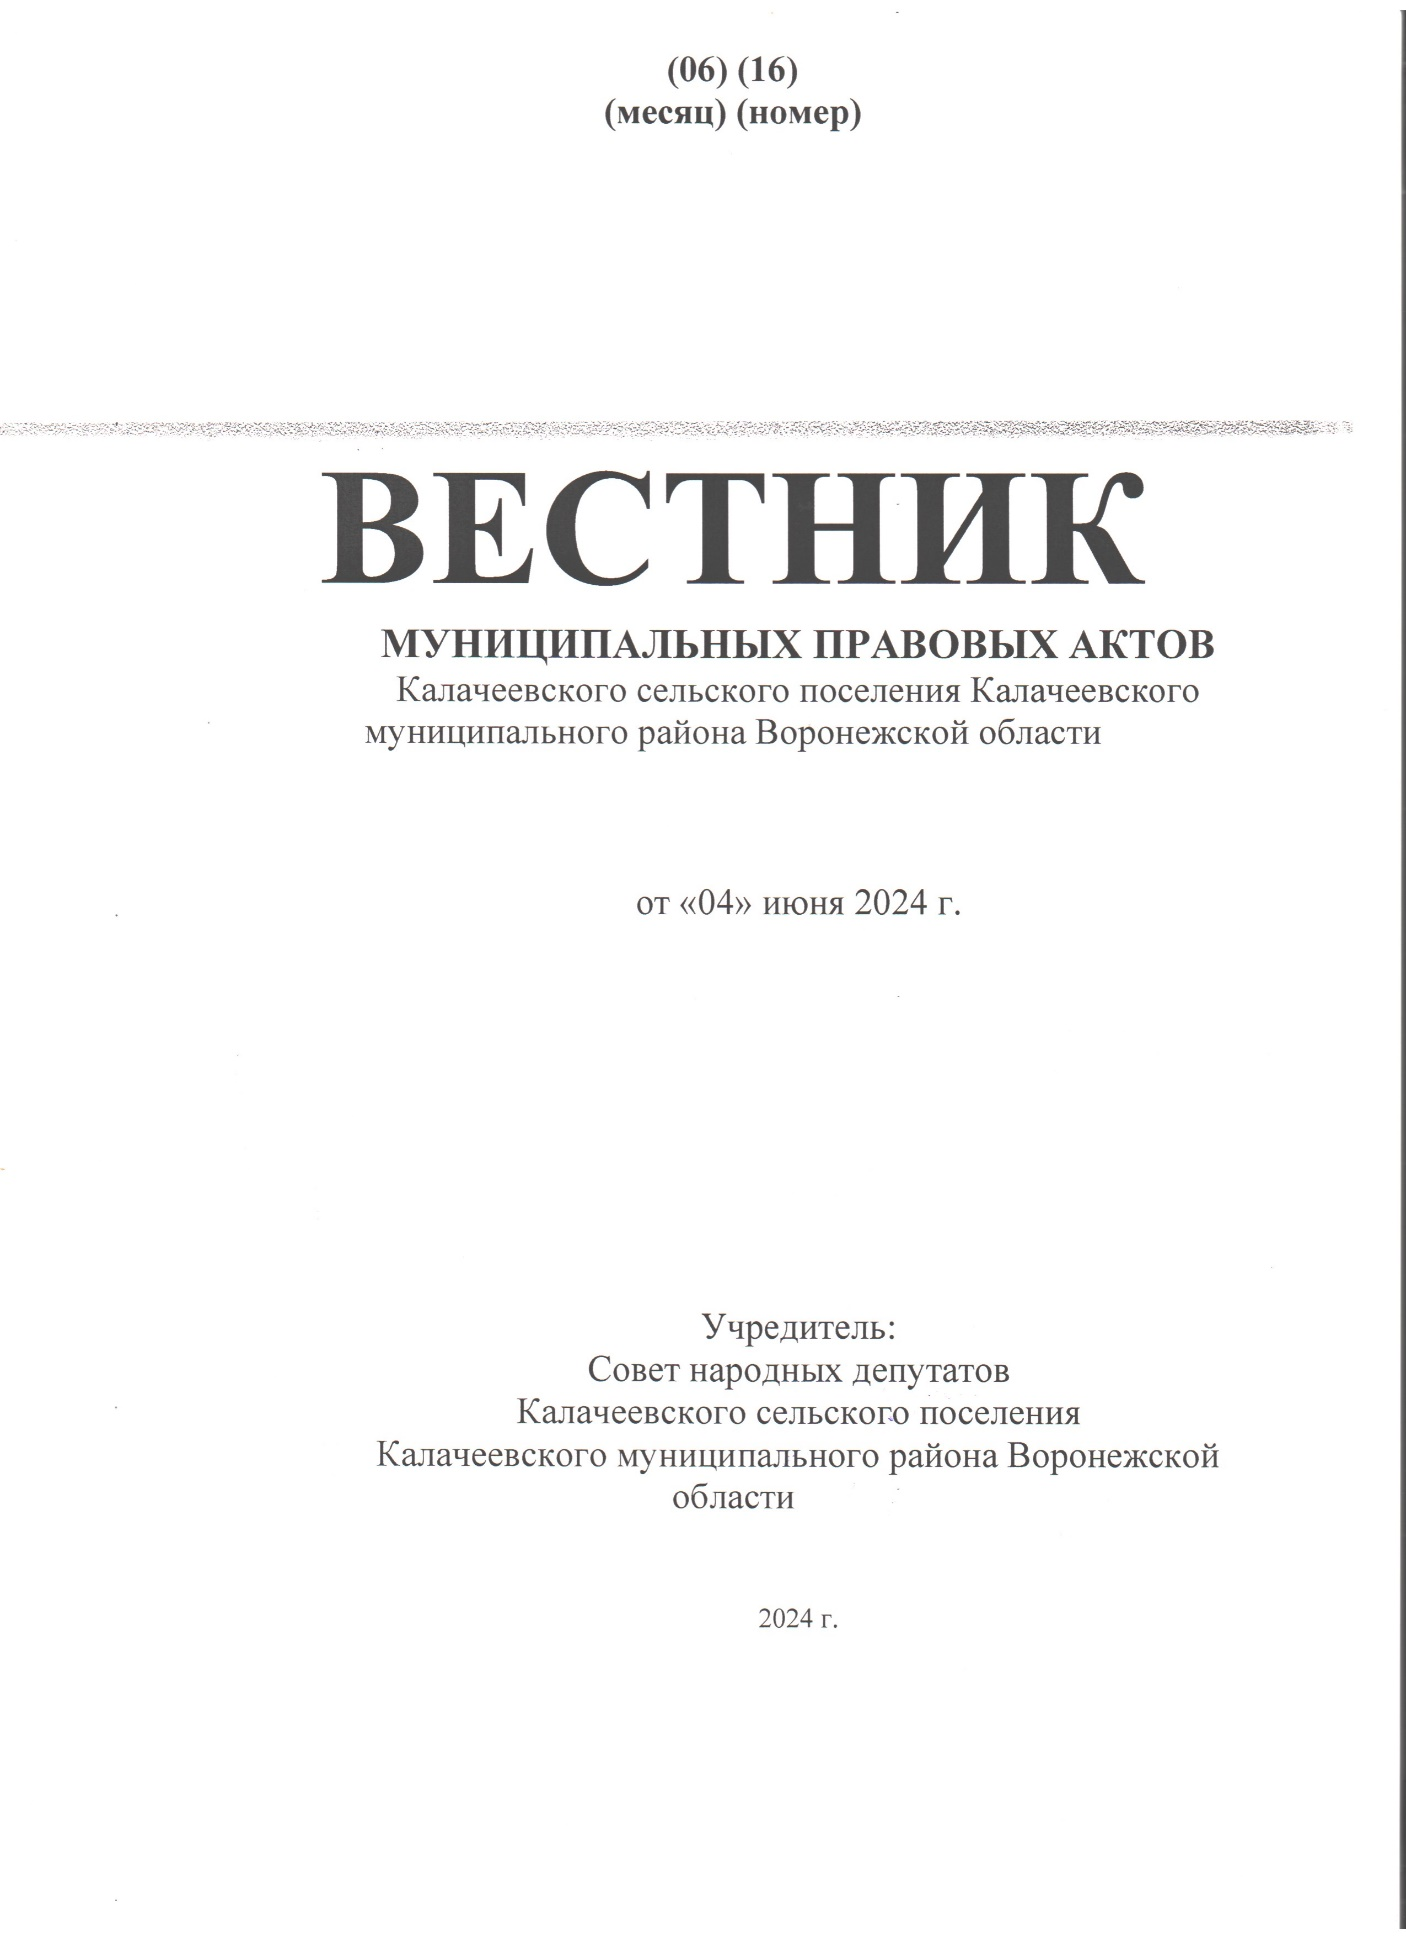 (06) (16)
(месяц) (номер)
ВЕСТНИК
МУНИЦИПАЛЬНЫХ ПРАВОВЫХ АКТОВ
Калачеевского сельского поселения Калачеевского
муниципального района Воронежской области
от «04» июня 2024 г.
Учредитель:
Совет народных депутатов
Калачеевского сельского поселения
Калачеевского муниципального района Воронежской
области
2024 г.